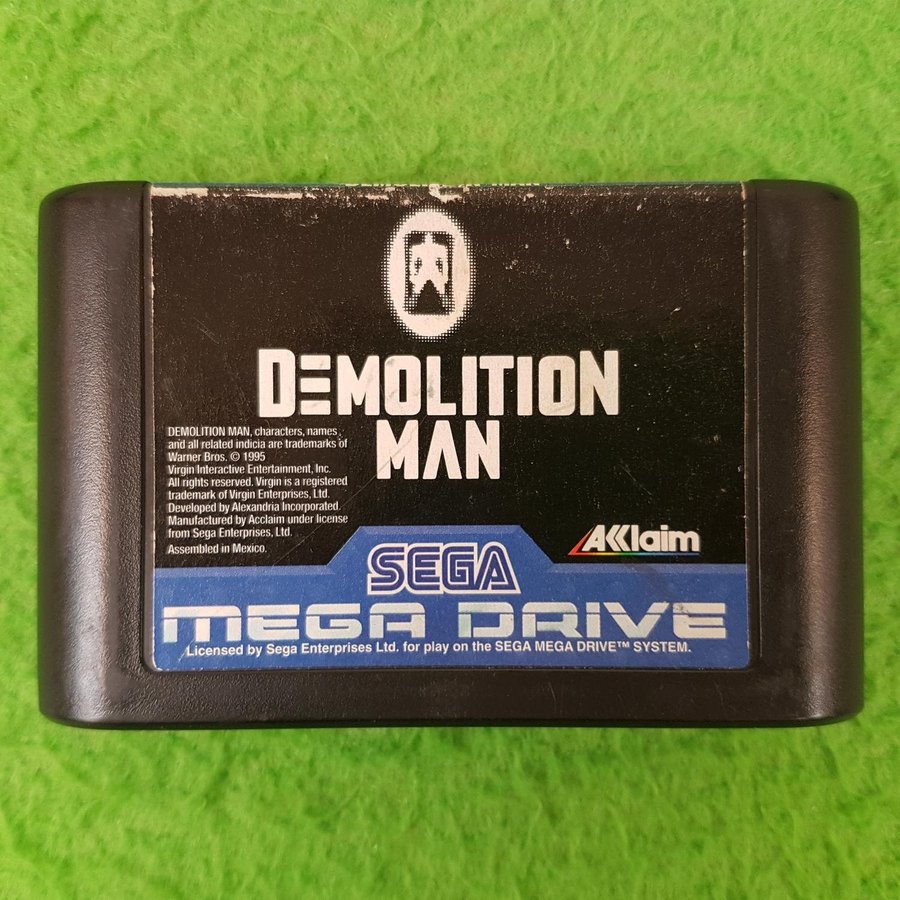 DEMOLITION
MAN
DEMOLITION MAN, characters, names,
and all related indicia are trademarks of
Warner Bros. © 1995
Virgin Interactive Entertainment, Inc.
All rights reserved. Virgin is a registered
trademark of Virgin Enterprises, Ltd.
Developed by Alexandria Incorporated.
Manufactured by Acclaim under license
from Sega Enterprises, Ltd.
Assembled in Mexico.
AKklaim
SEGA
MEGA DRIVE
Licensed by Sega Enterprises Ltd. for play on the SEGA MEGA DRIVE™ SYSTEM.